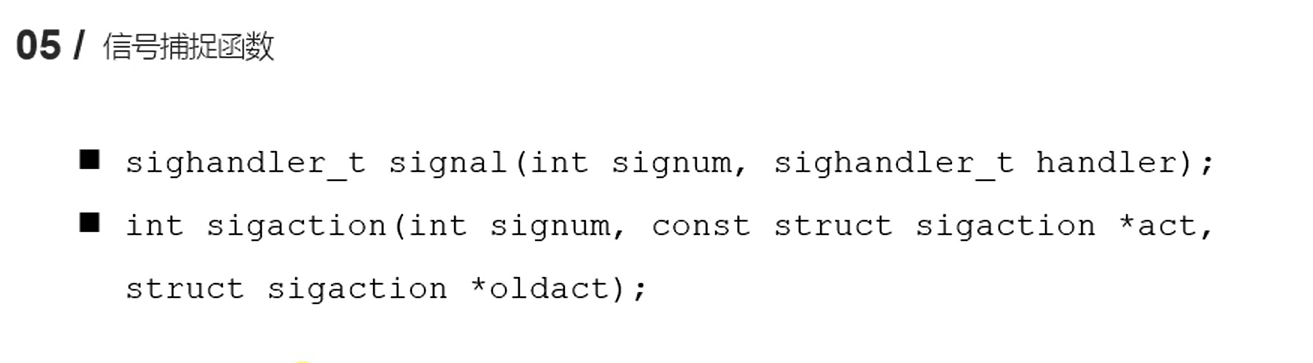 05 / 信号捕捉函数
■ sighandler_t signal(int signum, sighandler_t handler);
■ int sigaction(int signum, const struct sigaction *act,
struct sigaction *oldact);